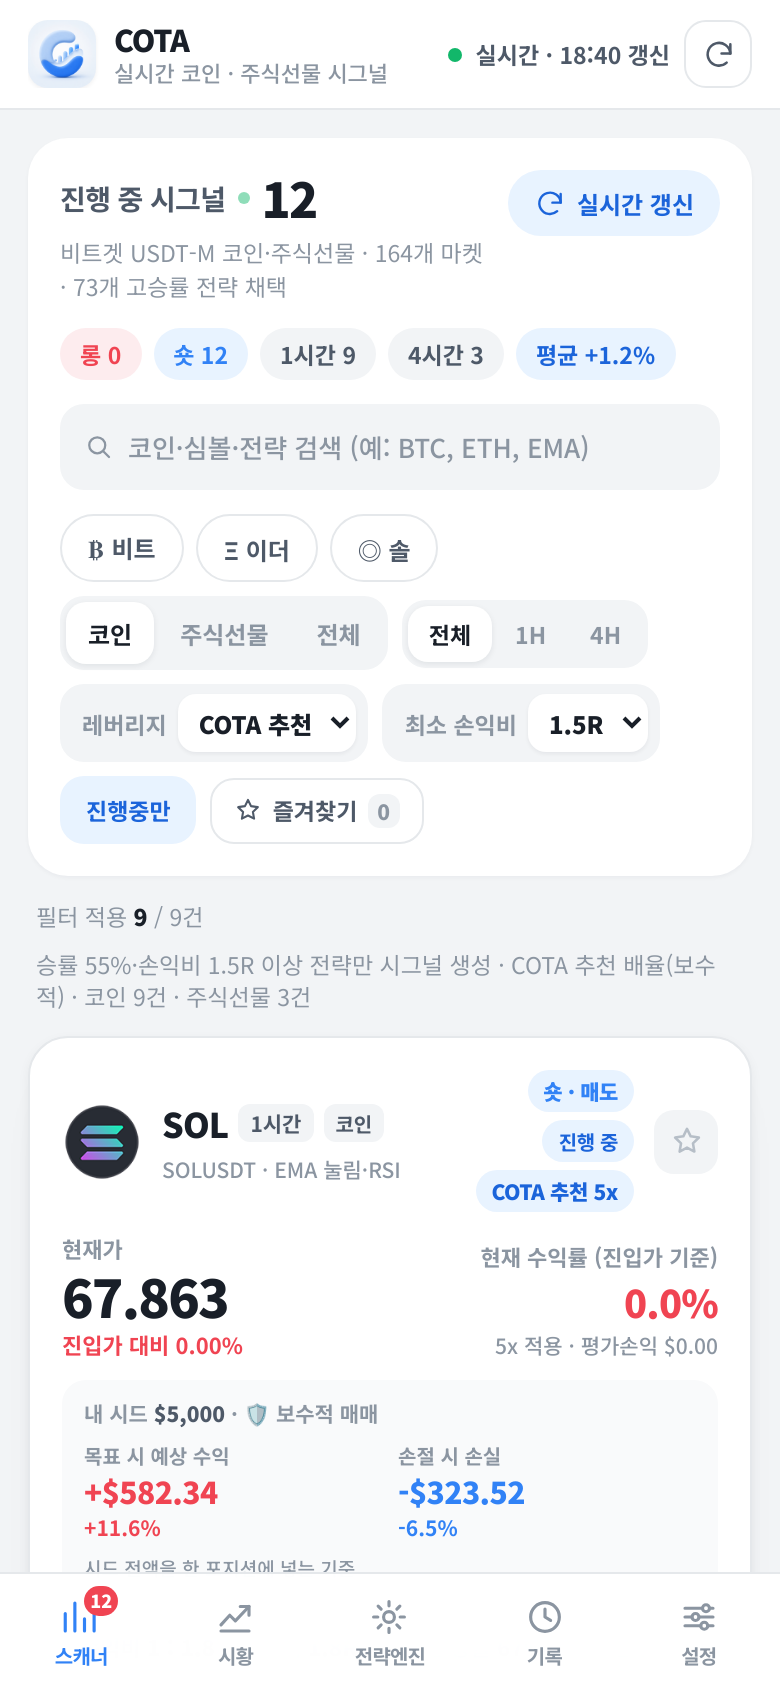 COTA
실시간 코인 · 주식선물 시그널
실시간 · 18:40 갱신
진행 중 시그널 12
실시간 갱신
비트겟 USDT-M 코인·주식선물 · 164개 마켓
· 73개 고승률 전략 채택
롱 0
숏 12
1시간 9
4시간 3
평균 +1.2%
코인·심볼·전략 검색 (예: BTC, ETH, EMA)
₿ 비트
Ξ 이더
◎ 솔
코인
주식선물
전체
전체
1H
4H
레버리지
COTA 추천
최소 손익비
1.5R
진행중만
즐겨찾기 0
필터 적용 9 / 9건
승률 55%·손익비 1.5R 이상 전략만 시그널 생성 · COTA 추천 배율(보수
적) · 코인 9건 · 주식선물 3건
SOL 1시간 코인
SOLUSDT · EMA 눌림·RSI
숏 · 매도
진행 중
COTA 추천 5x
현재가
67.863
진입가 대비 0.00%
현재 수익률 (진입가 기준)
0.0%
5x 적용 · 평가손익 $0.00
내 시드 $5,000 · 🛡️ 보수적 매매
목표 시 예상 수익
+$582.34
+11.6%
손절 시 손실
-$323.52
-6.5%
시드 전액을 한 포지션에 넣는 기준
12
스캐너
시황
전략엔진
기록
설정